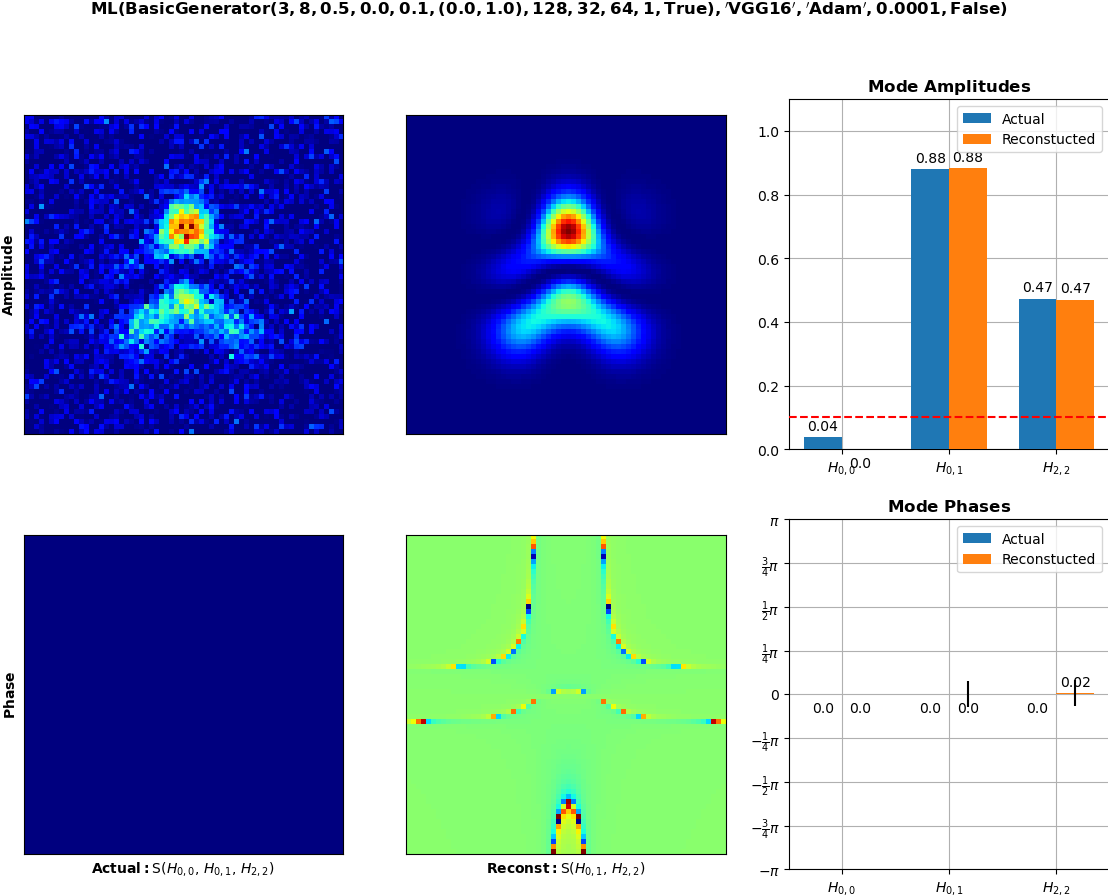 ML(BasicGenerator(3, 8, 0.5, 0.0, 0.1, (0.0, 1.0), 128, 32, 64, 1, True), ′VGG16′, ′Adam′, 0.0001, False)
Amplitude
Mode Amplitudes
Actual
Reconstucted
1.0
0.8
0.6
0.4
0.2
0.0
0.04
0.0
0.88
0.88
0.47
0.47
H0,0
H0,1
H2,2
Phase
Actual: S(H0,0, H0,1, H2,2)
Reconst: S(H0,1, H2,2)
Mode Phases
Actual
Reconstucted
π
3/4π
1/2π
1/4π
0
−1/4π
−1/2π
−3/4π
−π
0.0
0.0
0.0
0.0
0.0
0.02
H0,0
H0,1
H2,2